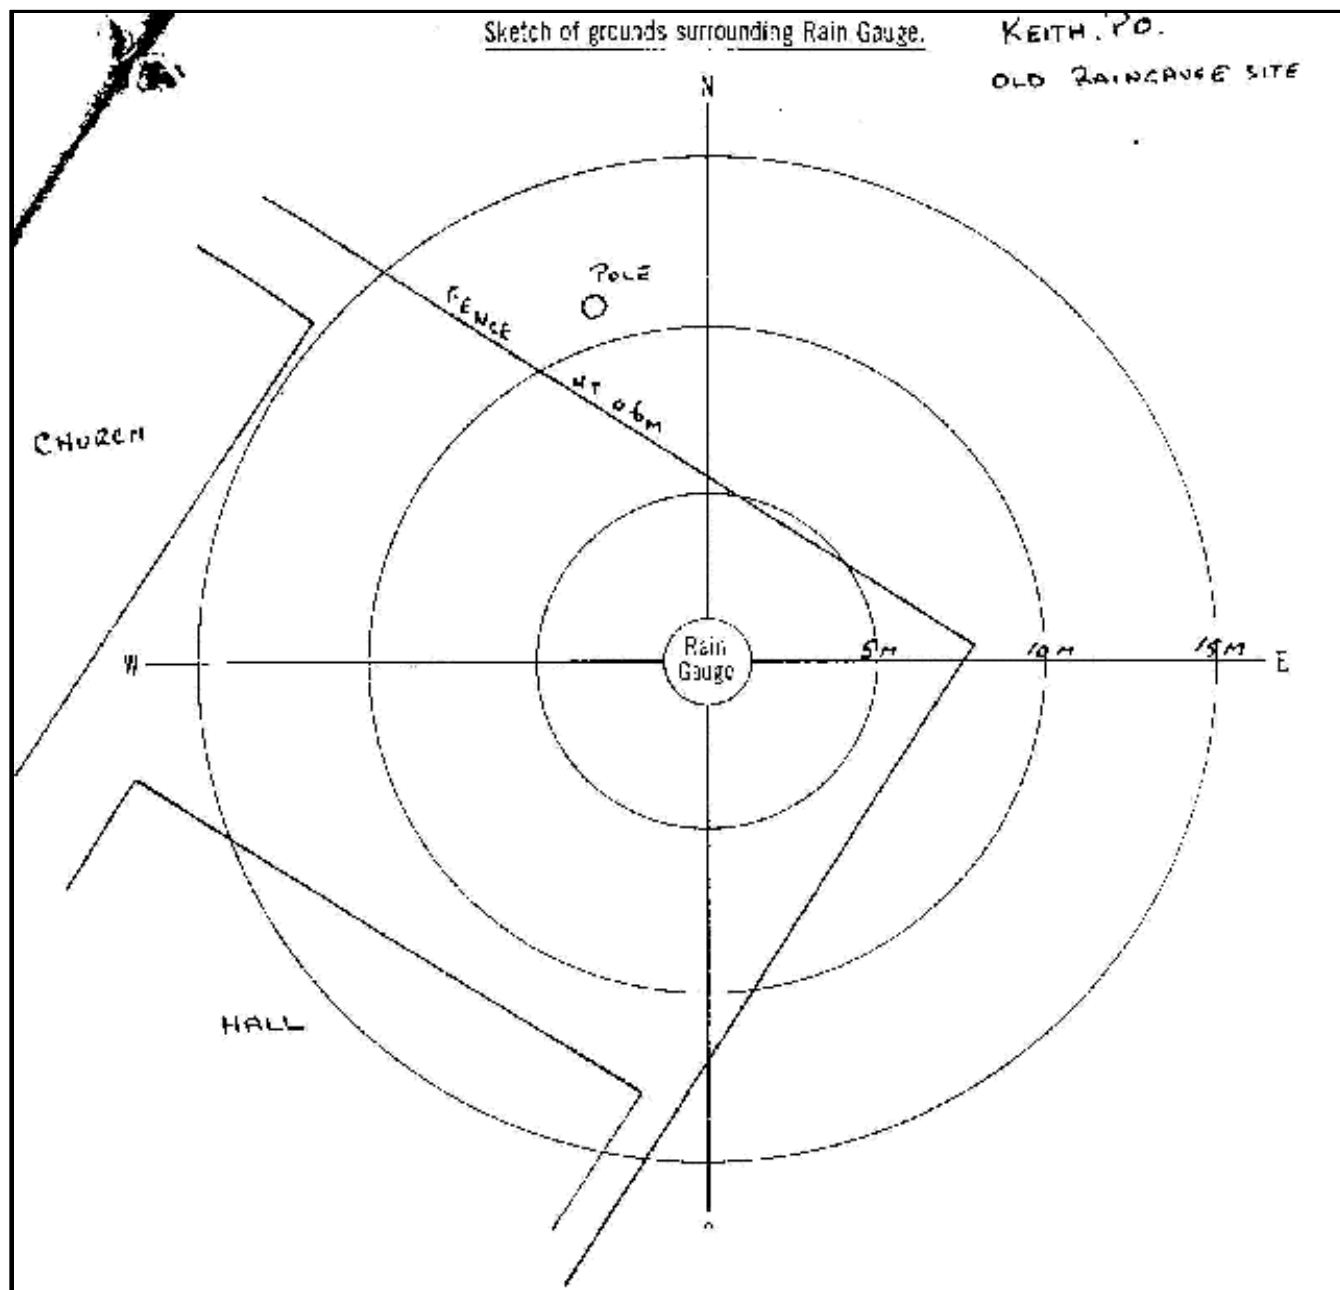 Sketch of grounds surrounding Rain Gauge.
KEITH. PO.
OLD RAINGAUGE SITE
N
POLE
FENCE
HT 0.6M
CHURCH
W
Rain
Gauge
5M
10M
15M
E
HALL